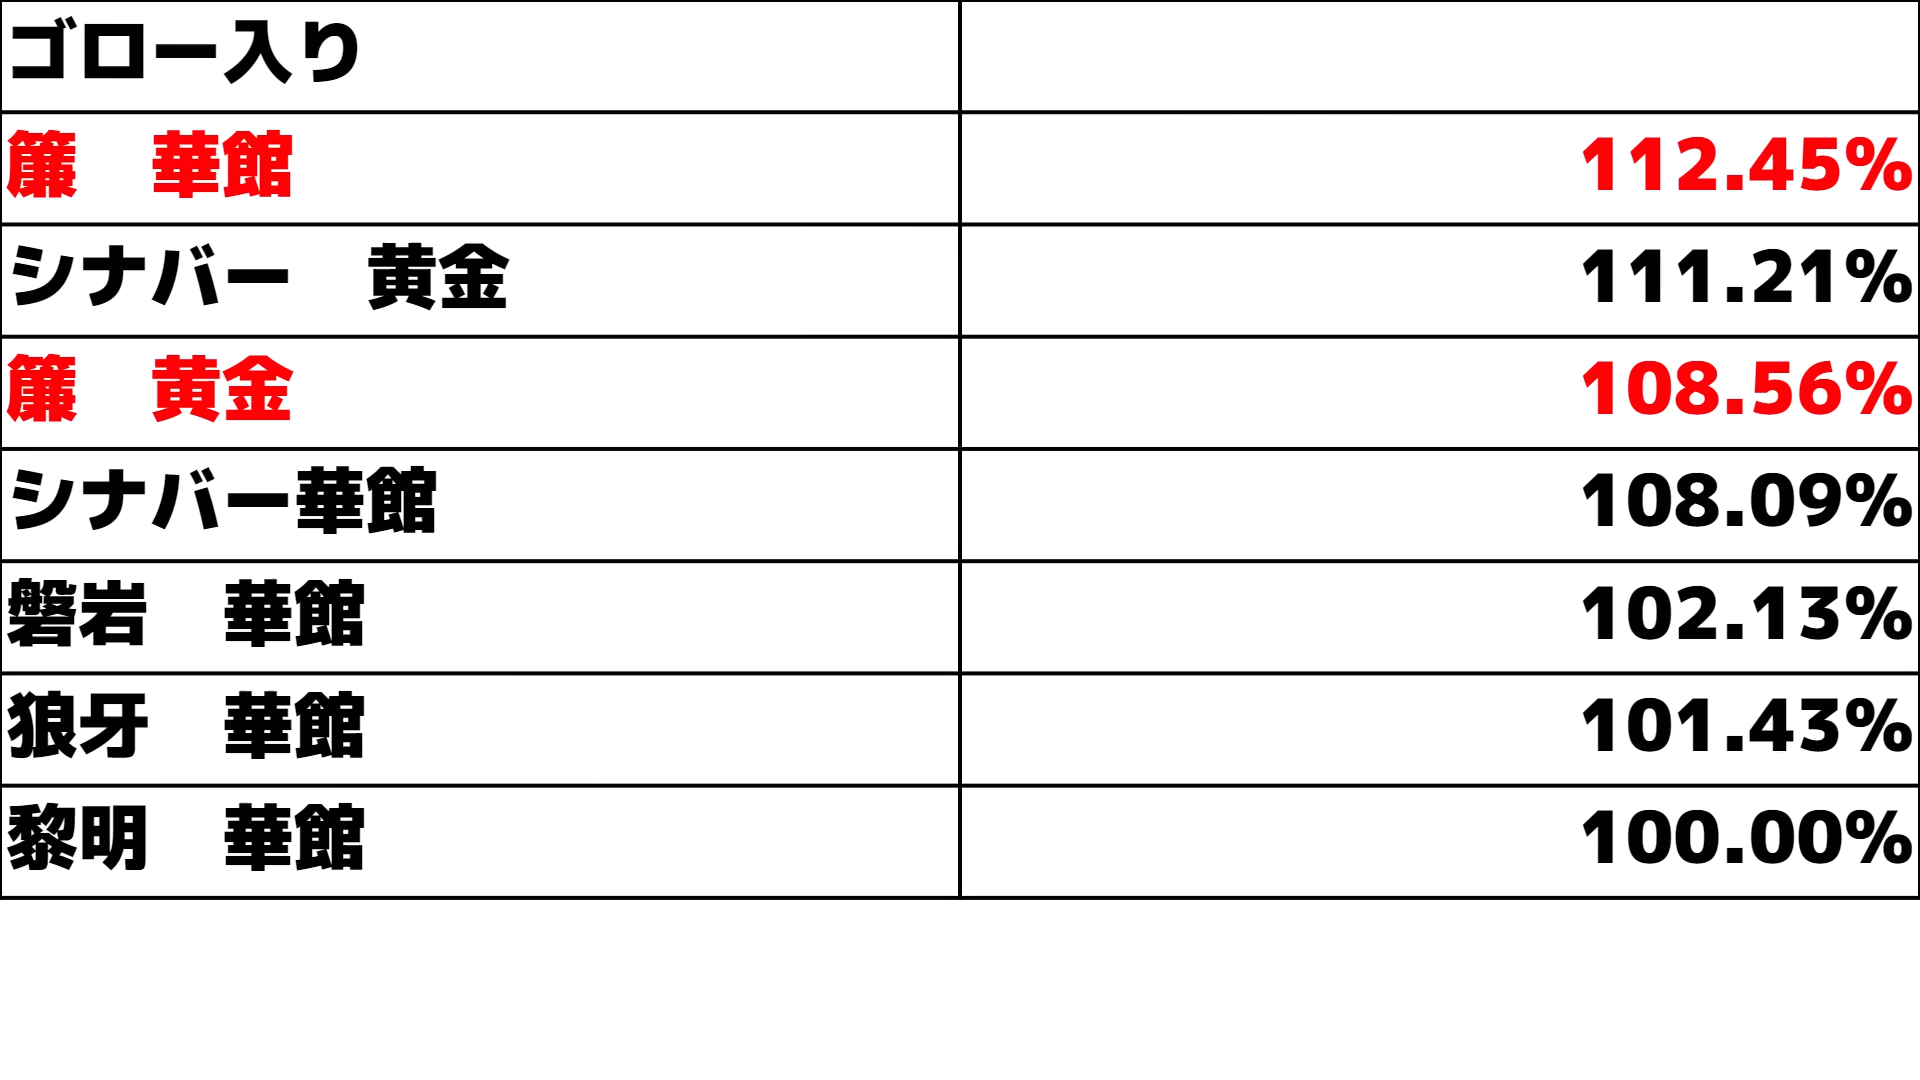 ゴロー入り
簾　華館 112.45%
シナバー　黄金 111.21%
簾　黄金 108.56%
シナバー華館 108.09%
磐岩　華館 102.13%
狼牙　華館 101.43%
黎明　華館 100.00%